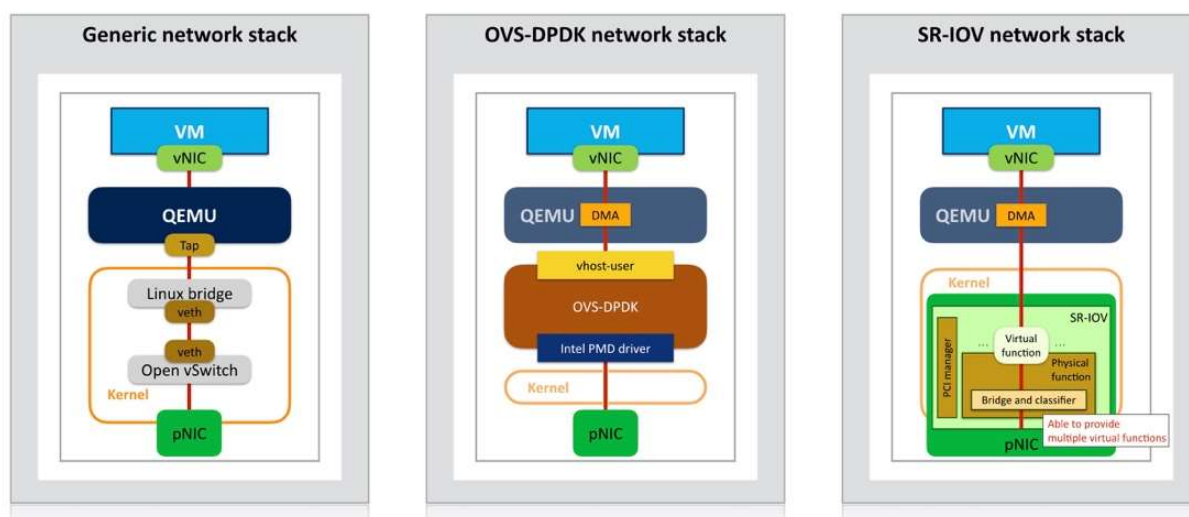 Generic network stack
VM
vNIC
QEMU
Tap
Linux bridge
veth
veth
Open vSwitch
Kernel
pNIC
OVS-DPDK network stack
VM
vNIC
QEMU
DMA
vhost-user
OVS-DPDK
Intel PMD driver
Kernel
pNIC
SR-IOV network stack
VM
vNIC
QEMU
DMA
Kernel
SR-IOV
PCI manager
...
Virtual
function
...
Physical
function
Bridge and classifier
Able to provide
multiple virtual functions
pNIC